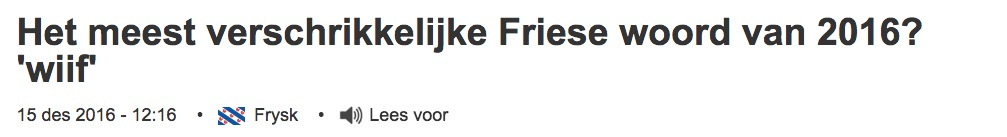 Het meest verschrikkelijke Friese woord van 2016?
'wiif'
15 des 2016 - 12:16 • Frysk • Lees voor